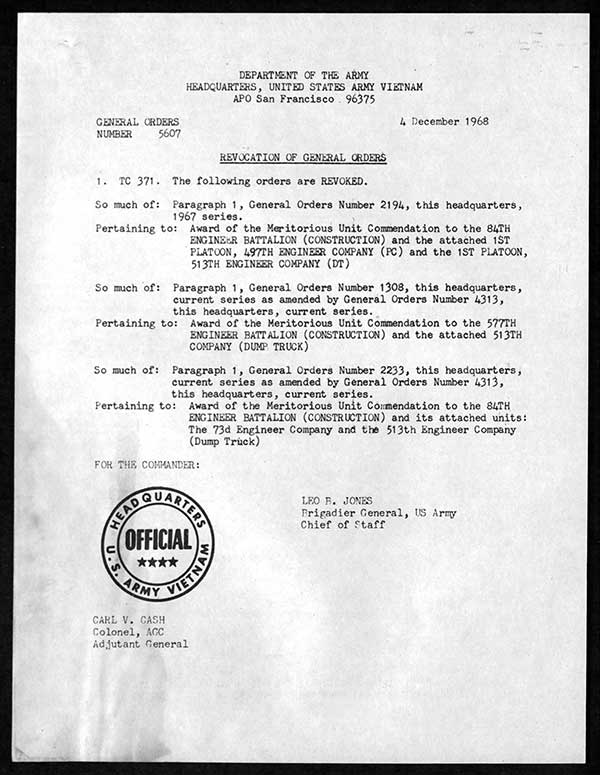 DEPARTMENT OF THE ARMY
HEADQUARTERS, UNITED STATES ARMY VIETNAM
APO San Francisco 96375
GENERAL ORDERS 4 December 1968
NUMBER 5607
REVOCATION OF GENERAL ORDERS
1. TC 371. The following orders are REVOKED.
So much of: Paragraph 1, General Orders Number 2194, this headquarters,
1967 series.
Pertaining to: Award of the Meritorious Unit Commendation to the 84TH
ENGINEER BATTALION (CONSTRUCTION) and the attached 1ST
PLATOON, 497TH ENGINEER COMPANY (PC) and the 1ST PLATOON,
513TH ENGINEER COMPANY (DT)
So much of: Paragraph 1, General Orders Number 1308, this headquarters,
current series as amended by General Orders Number 4313,
this headquarters, current series.
Pertaining to: Award of the Meritorious Unit Commendation to the 577TH
ENGINEER BATTALION (CONSTRUCTION) and the attached 513TH
COMPANY (DUMP TRUCK)
So much of: Paragraph 1, General Orders Number 2233, this headquarters,
current series as amended by General Orders Number 4313,
this headquarters, current series.
Pertaining to: Award of the Meritorious Unit Commendation to the 84TH
ENGINEER BATTALION (CONSTRUCTION) and its attached units:
The 73d Engineer Company and the 513th Engineer Company
(Dump Truck)
FOR THE COMMANDER:
HEADQUARTERS
OFFICIAL
★★★★
U.S. ARMY VIETNAM
LEO B. JONES
Brigadier General, US Army
Chief of Staff
CARL V. CASH
Colonel, AGC
Adjutant General